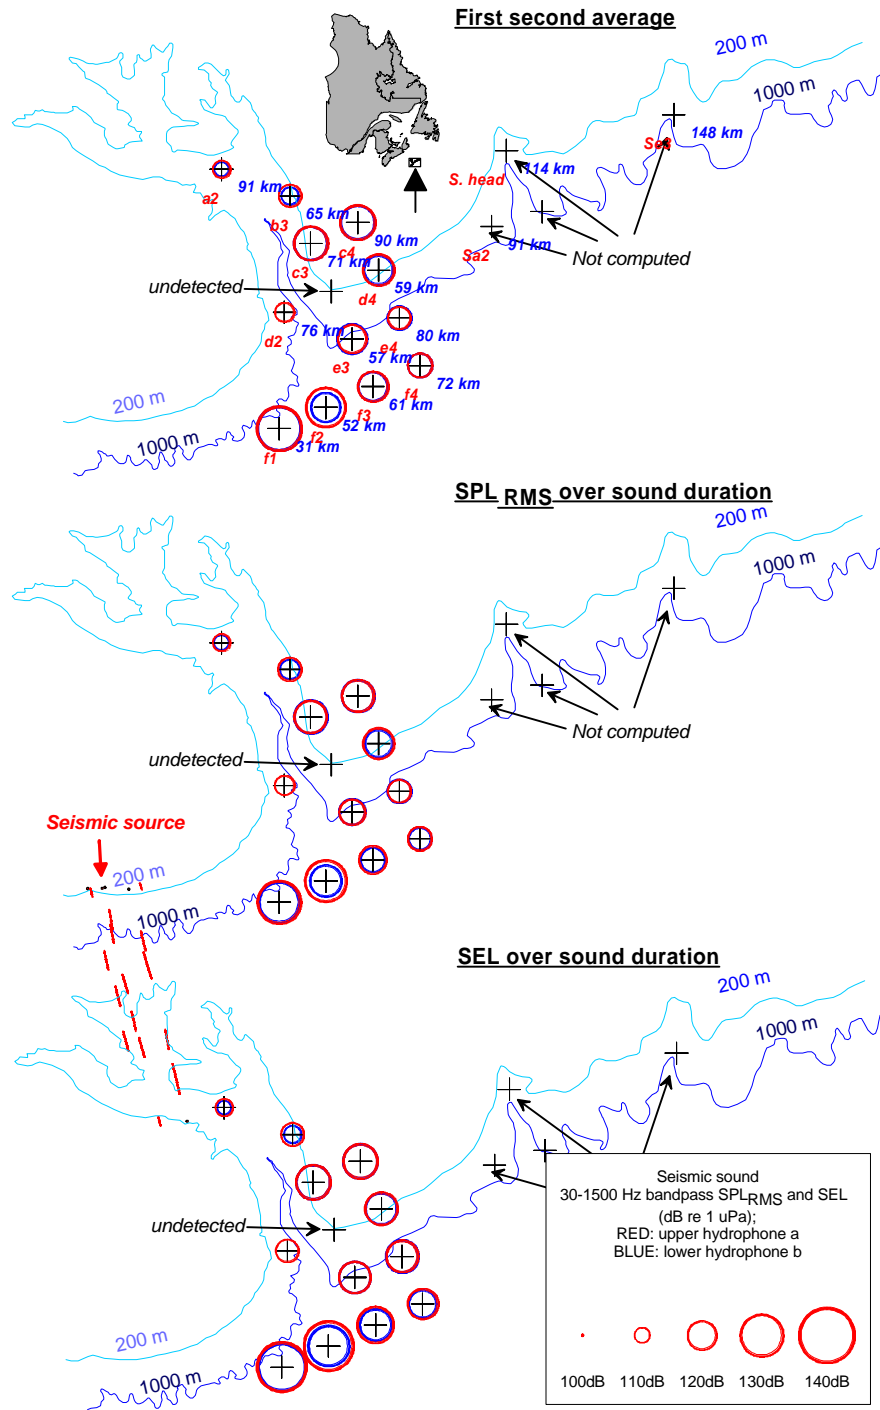 First second average
200 m
1000 m
148 km
Se2
S. head
114 km
a2
91 km
b3
65 km
c4
90 km
Sa2
91 km
Not computed
c3
71 km
undetected
d4
59 km
d2
76 km
e4
80 km
e3
57 km
f4
72 km
f3
61 km
200 m
f2
52 km
1000 m
f1
31 km
SPL RMS over sound duration
200 m
1000 m
Not computed
undetected
Seismic source
200 m
1000 m
SEL over sound duration
200 m
1000 m
undetected
200 m
1000 m
Seismic sound
30-1500 Hz bandpass SPLRMS and SEL
(dB re 1 uPa);
RED: upper hydrophone a
BLUE: lower hydrophone b
100dB 110dB 120dB 130dB 140dB